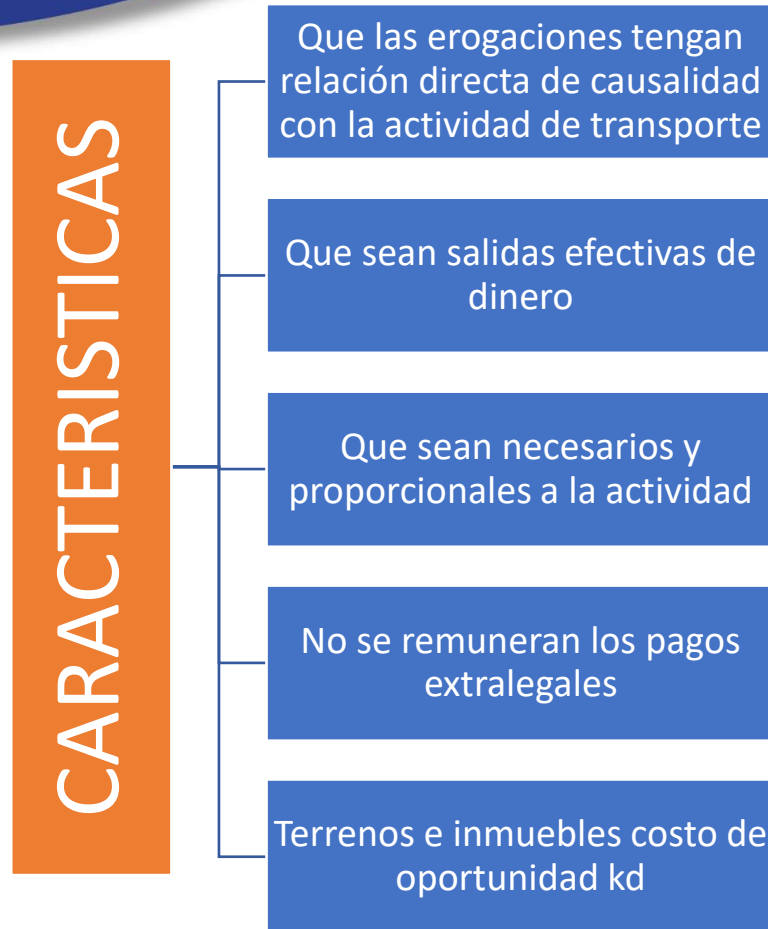 CARACTERISTICAS
Que las erogaciones tengan
relación directa de causalidad
con la actividad de transporte
Que sean salidas efectivas de
dinero
Que sean necesarios y
proporcionales a la actividad
No se remuneran los pagos
extralegales
Terrenos e inmuebles costo de
oportunidad kd